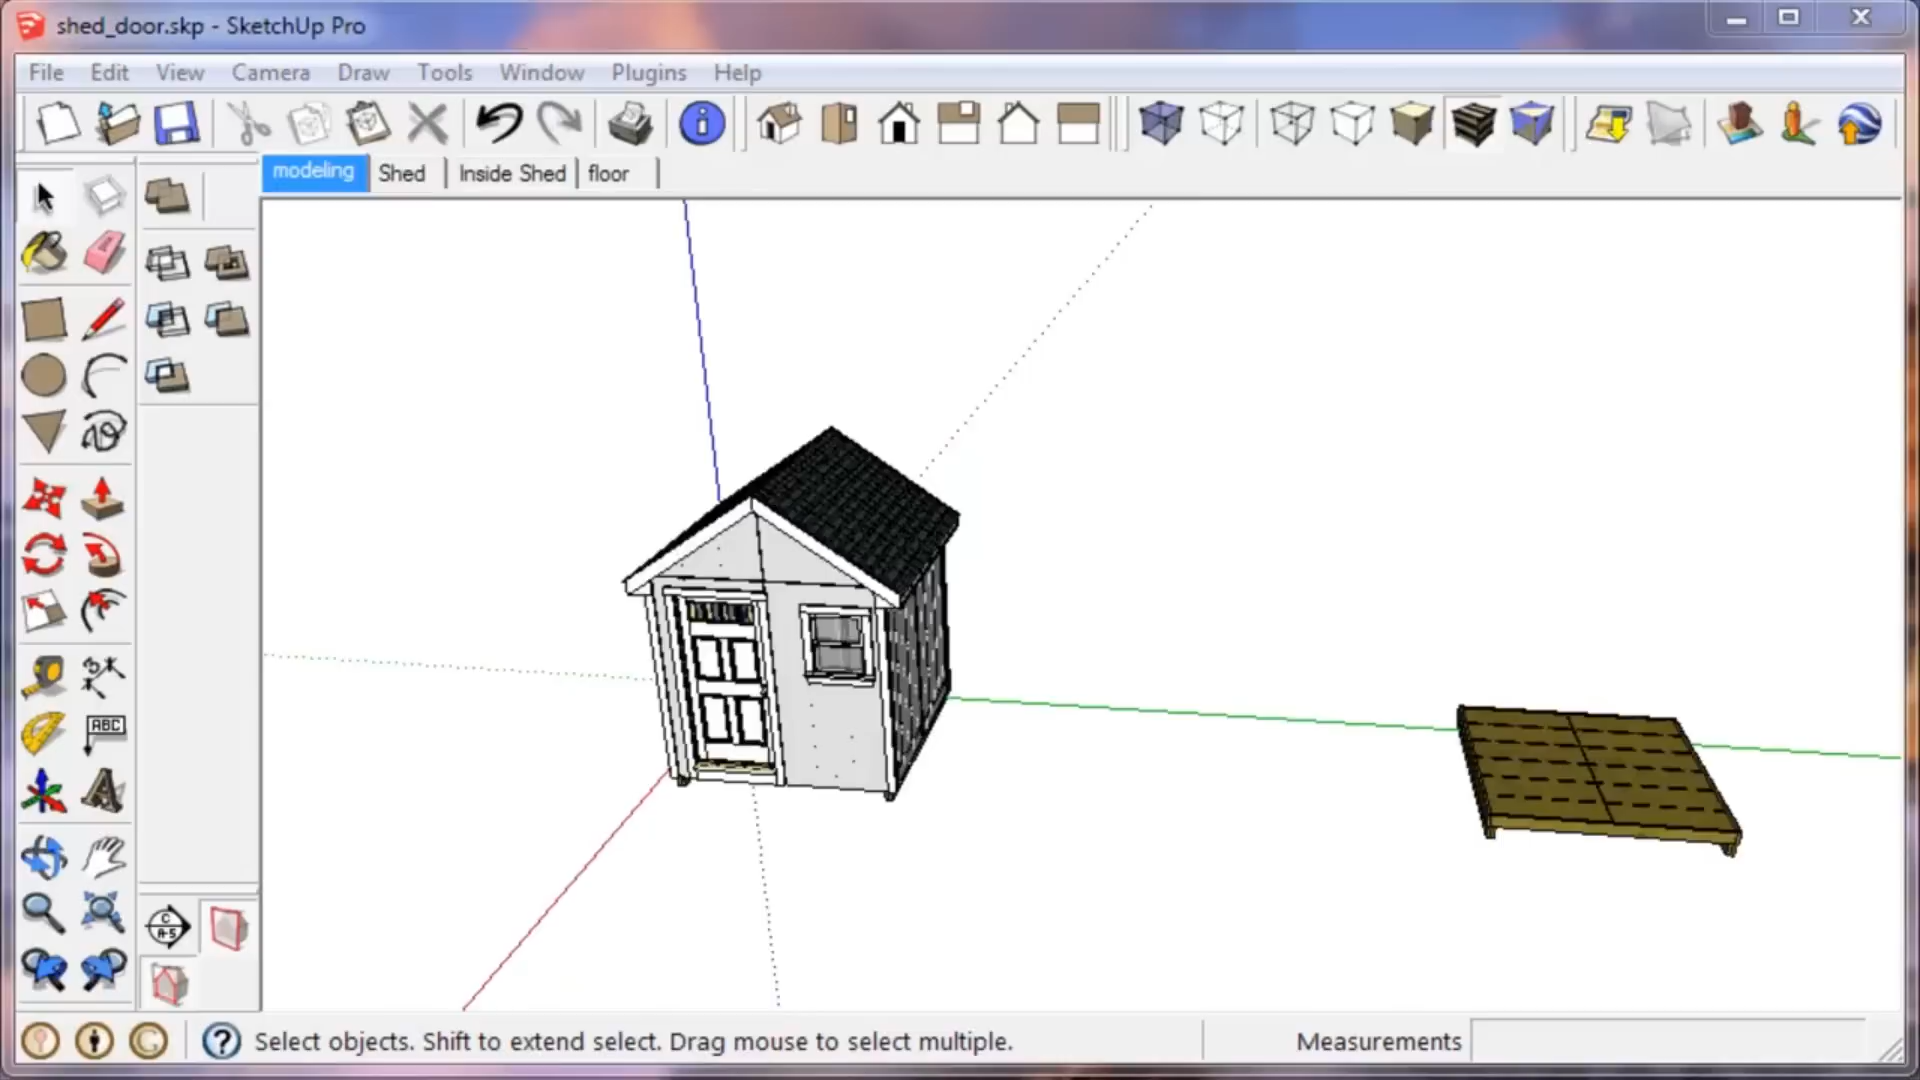 shed_door.skp - SketchUp Pro
File Edit View Camera Draw Tools Window Plugins Help
modeling Shed Inside Shed floor
ABC
C
A-5
Select objects. Shift to extend select. Drag mouse to select multiple. Measurements